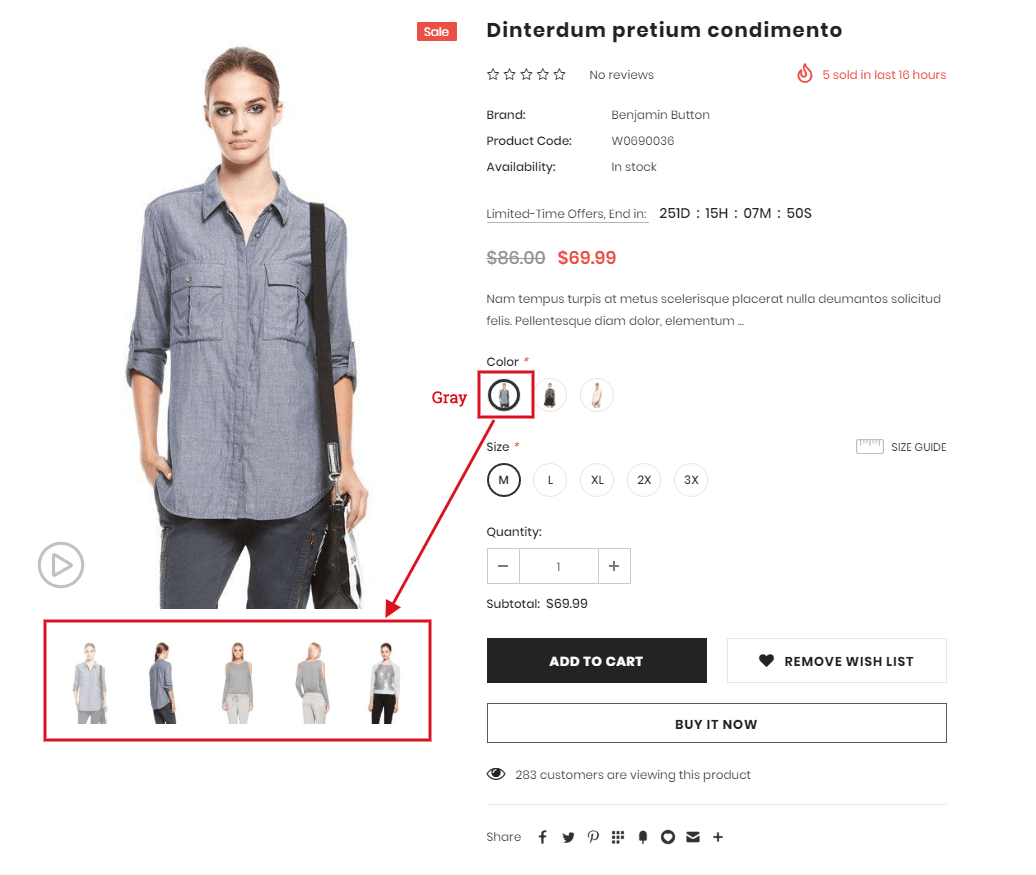 Sale
Dinterdum pretium condimento
No reviews
5 sold in last 16 hours
Brand: Benjamin Button
Product Code: W0690036
Availability: In stock
Limited-Time Offers, End in: 251D : 15H : 07M : 50S
$86.00 $69.99
Nam tempus turpis at metus scelerisque placerat nulla deumantos solicitud
felis. Pellentesque diam dolor, elementum ...
Color *
Gray
Size *
SIZE GUIDE
M L XL 2X 3X
Quantity:
1
Subtotal: $69.99
ADD TO CART
REMOVE WISH LIST
BUY IT NOW
283 customers are viewing this product
Share